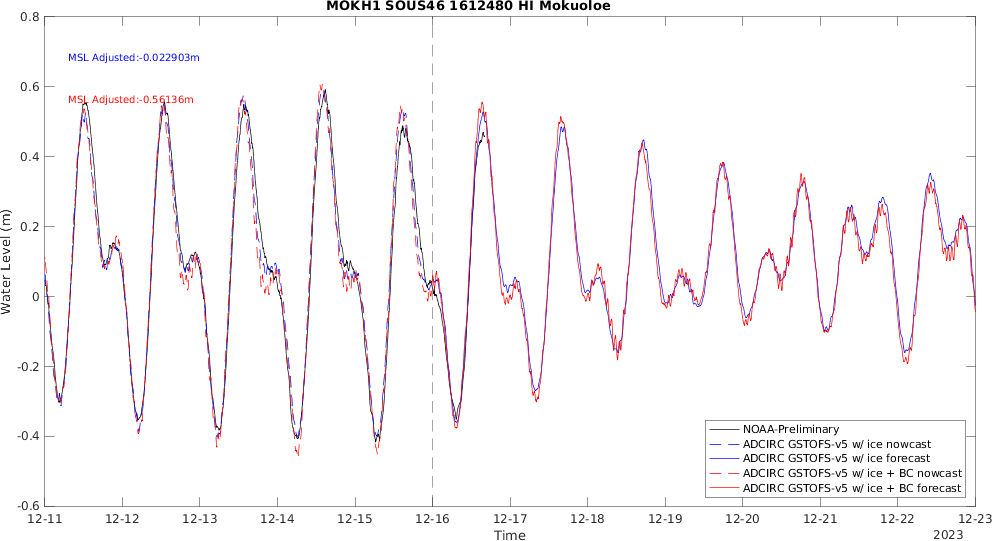 MOKH1 SOUS46 1612480 HI Mokuoloe
0.8
0.6
0.4
0.2
0
-0.2
-0.4
-0.6
Water Level (m)
MSL Adjusted:-0.022903m
MSL Adjusted:-0.56136m
NOAA-Preliminary
ADCIRC GSTOFS-v5 w/ ice nowcast
ADCIRC GSTOFS-v5 w/ ice forecast
ADCIRC GSTOFS-v5 w/ ice + BC nowcast
ADCIRC GSTOFS-v5 w/ ice + BC forecast
12-11 12-12 12-13 12-14 12-15 12-16 12-17 12-18 12-19 12-20 12-21 12-22 12-23
Time
2023